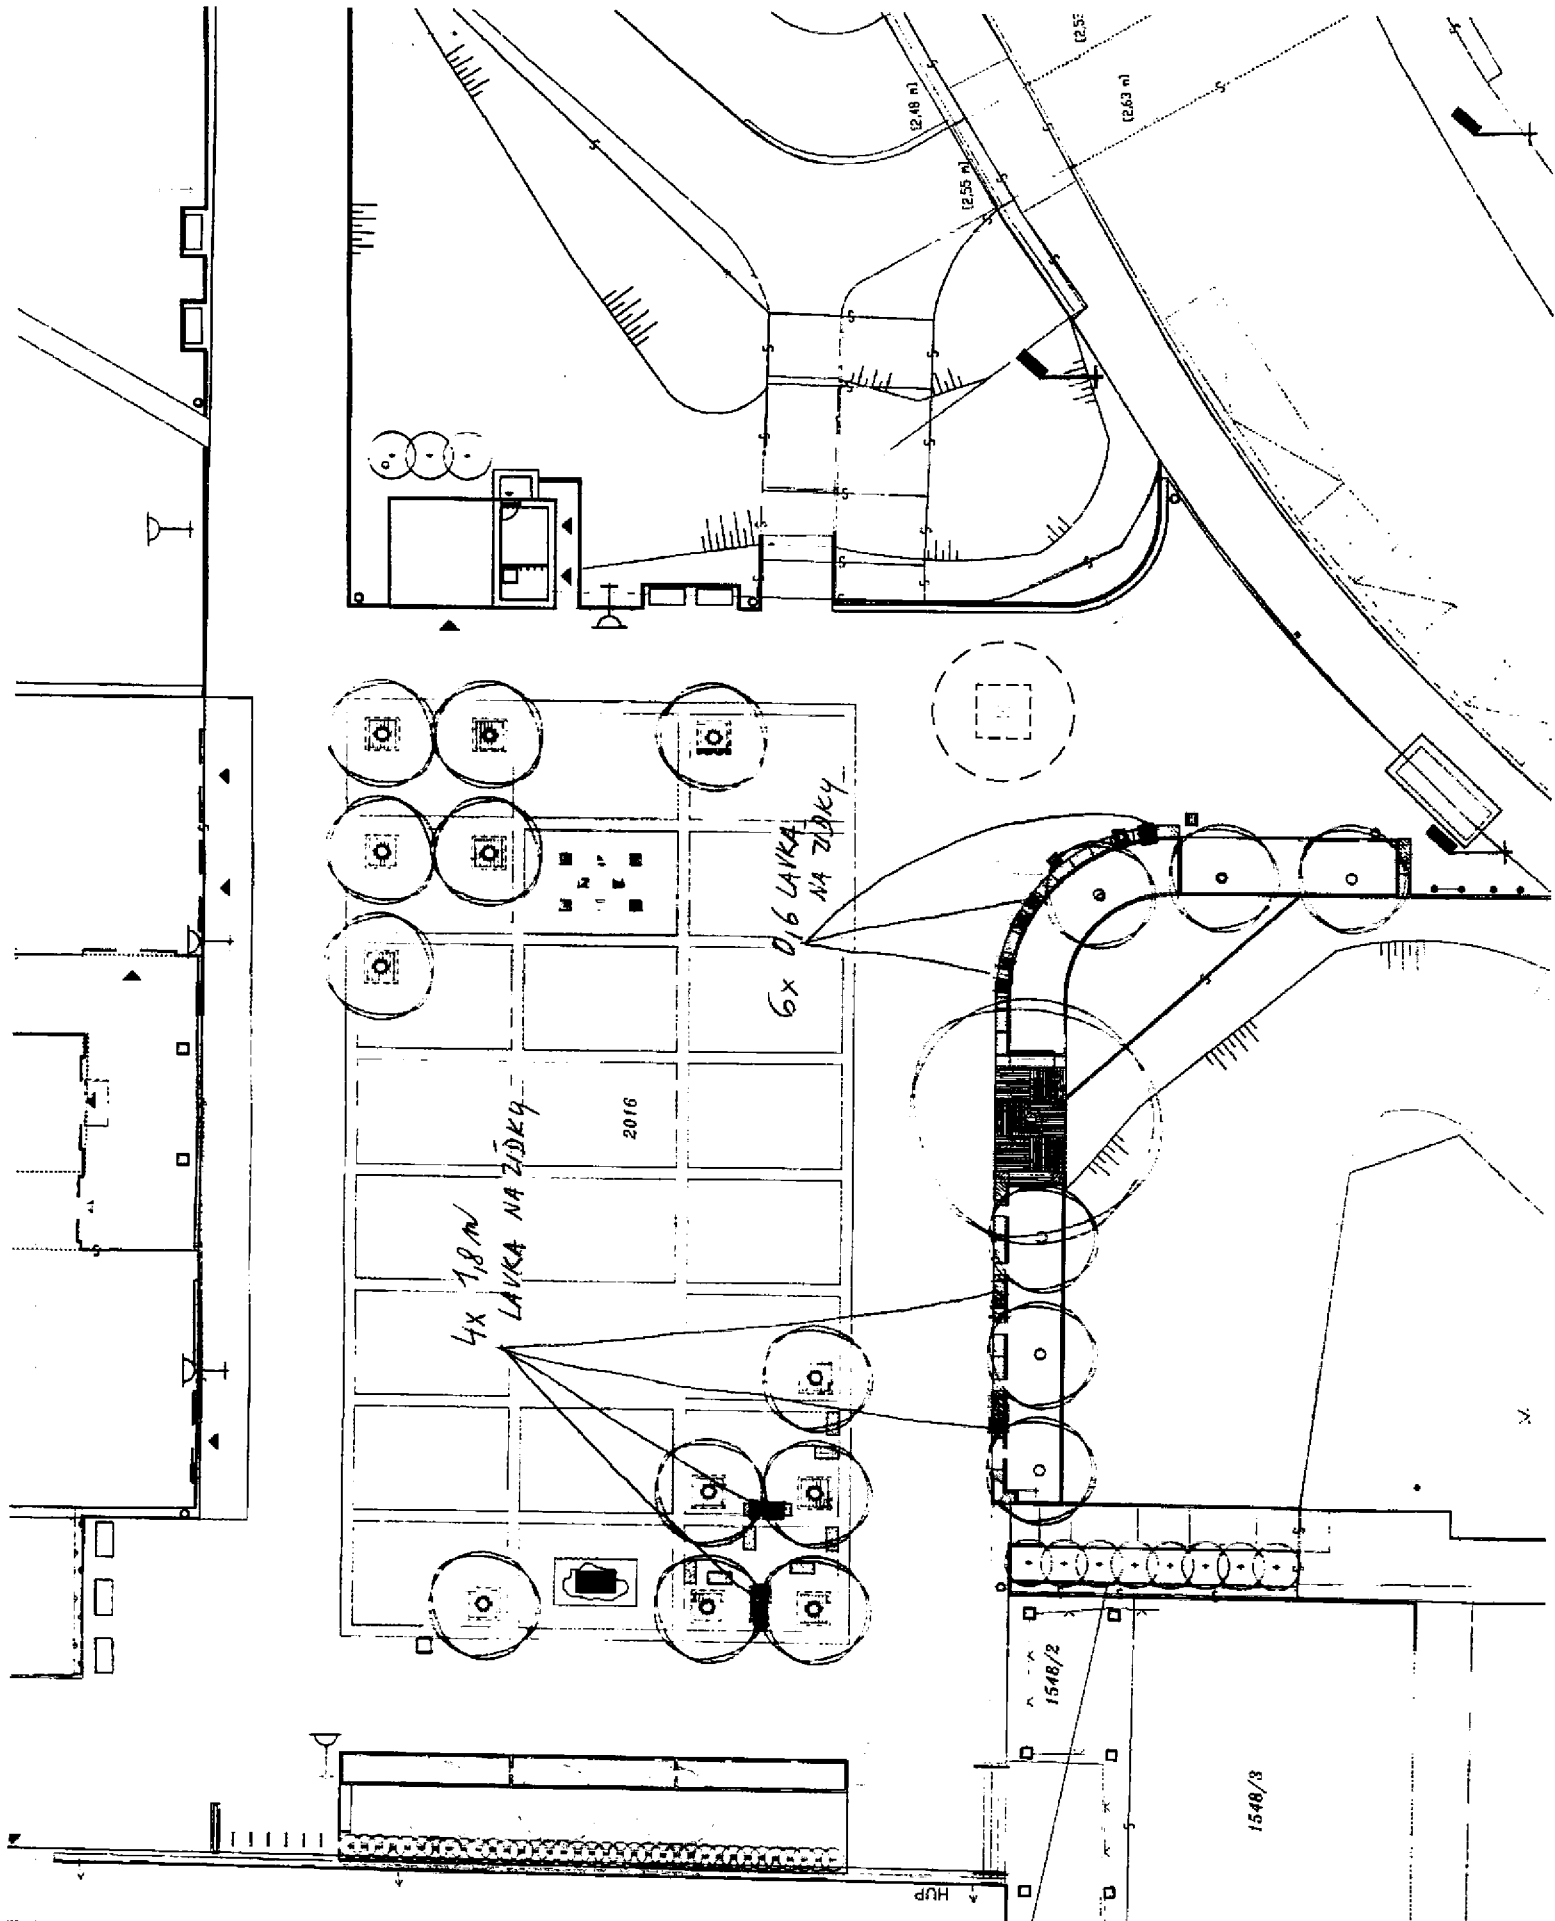 [2,48 m]
[2,55 m]
[2,63 m]
6x 0,6 LAVKA
NA ZÍDKY
2016
4x 1,8 m
LAVKA NA ZÍDKY
1548/2
1548/3
HUP